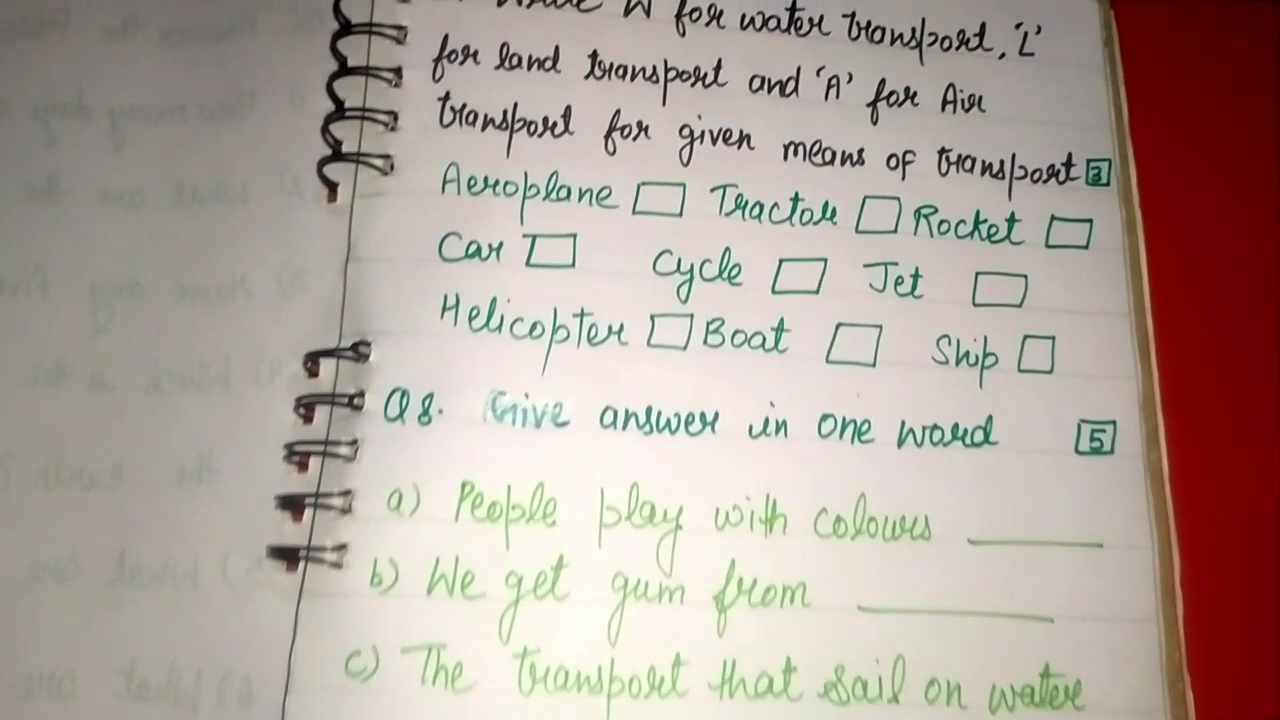 W for water transport, 'L'
for land transport and 'A' for Air
transport for given means of transport 3
Aeroplane Tractor Rocket
Car Cycle Jet
Helicopter Boat Ship
Q8. Give answer in one word 5
a) People play with colours
b) We get gum from
c) The transport that sail on water